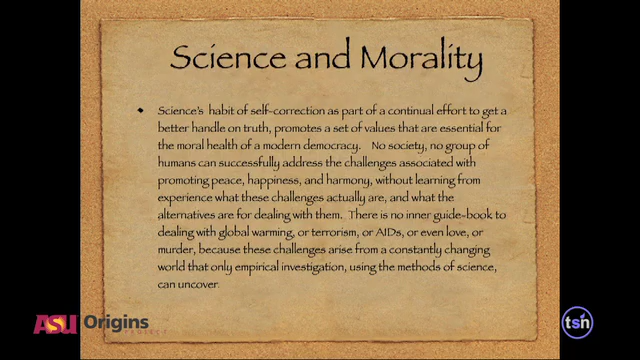 Science and Morality
Science's habit of self-correction as part of a continual effort to get a
better handle on truth, promotes a set of values that are essential for
the moral health of a modern democracy. No society, no group of
humans can successfully address the challenges associated with
promoting peace, happiness, and harmony, without learning from
experience what these challenges actually are, and what the
alternatives are for dealing with them. There is no inner guide-book to
dealing with global warming, or terrorism, or AIDs, or even love, or
murder, because these challenges arise from a constantly changing
world that only empirical investigation, using the methods of science,
can uncover.
ASU Origins
PROJECT
tsn